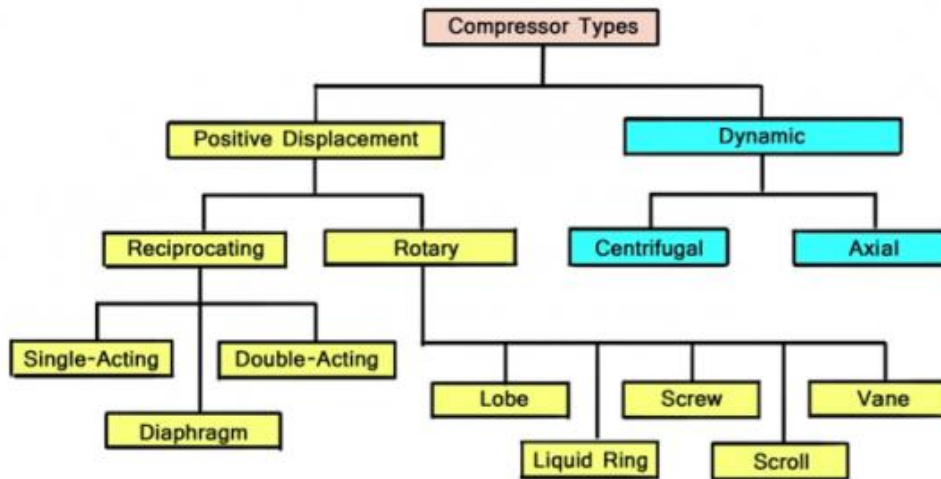 Compressor Types
Positive Displacement
Dynamic
Reciprocating
Rotary
Centrifugal
Axial
Single-Acting
Double-Acting
Diaphragm
Lobe
Screw
Vane
Liquid Ring
Scroll